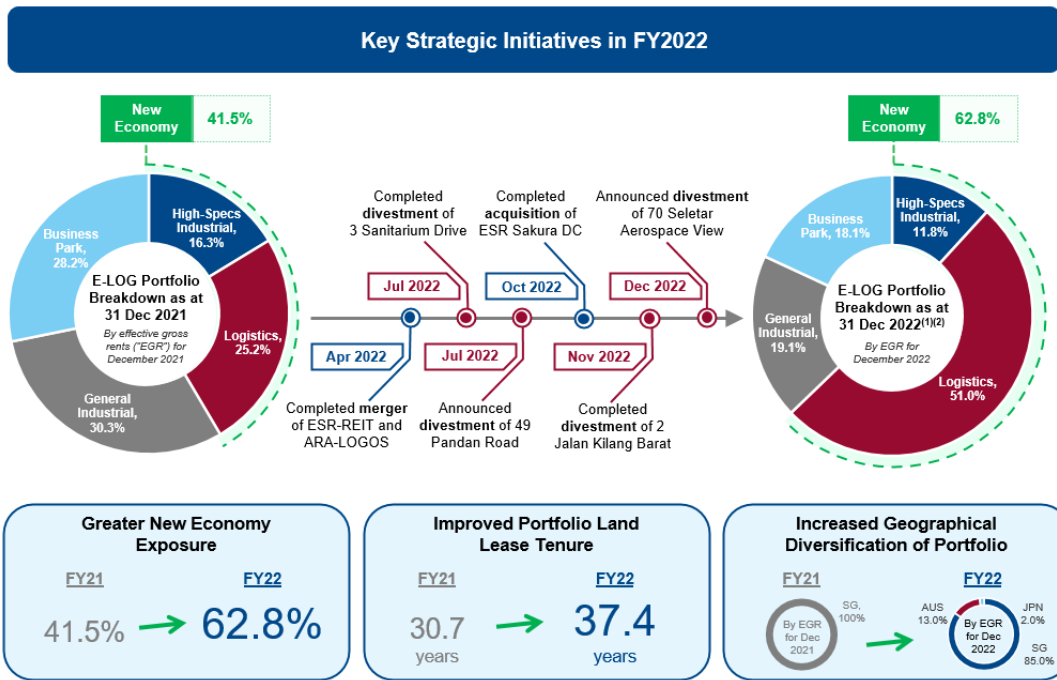 Key Strategic Initiatives in FY2022
New
Economy
41.5%
High-Specs
Industrial,
16.3%
Logistics,
25.2%
General
Industrial,
30.3%
Business
Park,
28.2%
E-LOG Portfolio
Breakdown as at
31 Dec 2021
By effective gross
rents ("EGR") for
December 2021
Completed
divestment of
3 Sanitarium Drive
Completed
acquisition of
ESR Sakura DC
Announced divestment
of 70 Seletar
Aerospace View
Jul 2022
Oct 2022
Dec 2022
Apr 2022
Jul 2022
Nov 2022
Completed merger
of ESR-REIT and
ARA-LOGOS
Announced
divestment of 49
Pandan Road
Completed
divestment of 2
Jalan Kilang Barat
New
Economy
62.8%
High-Specs
Industrial,
11.8%
Logistics,
51.0%
General
Industrial,
19.1%
Business
Park, 18.1%
E-LOG Portfolio
Breakdown as at
31 Dec 2022(1)(2)
By EGR for
December 2022
Greater New Economy
Exposure
FY21
FY22
41.5%
62.8%
Improved Portfolio Land
Lease Tenure
FY21
FY22
30.7
years
37.4
years
Increased Geographical
Diversification of Portfolio
FY21
FY22
By EGR
for Dec
2021
SG,
100%
AUS
13.0%
By EGR
for Dec
2022
JPN
2.0%
SG
85.0%